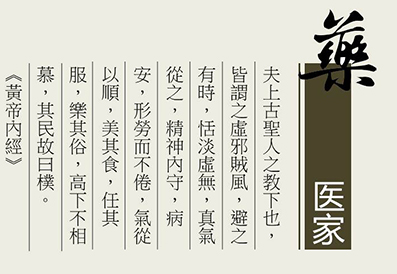 藥
医家
夫上古聖人之教下也，
皆謂之虛邪賊風，避之
有時，恬淡虛無，真氣
從之，精神內守，病
安，形勞而不倦，氣從
以順，美其食，任其
服，樂其俗，高下不相
慕，其民故曰樸。
《黃帝內經》